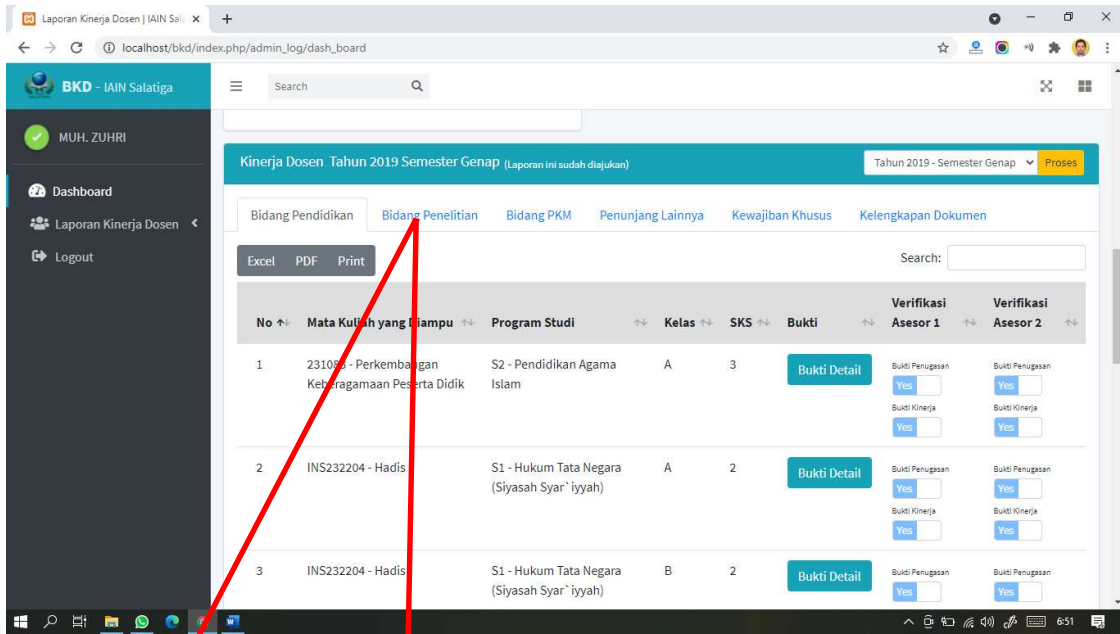 Laporan Kinerja Dosen | IAIN Sal
localhost/bkd/index.php/admin_log/dash_board
BKD - IAIN Salatiga
Search
MUH. ZUHRI
Dashboard
Laporan Kinerja Dosen
Logout
Kinerja Dosen Tahun 2019 Semester Genap (Laporan ini sudah diajukan)
Tahun 2019 - Semester Genap
Proses
Bidang Pendidikan Bidang Penelitian Bidang PKM Penunjang Lainnya Kewajiban Khusus Kelengkapan Dokumen
Excel PDF Print
Search:
No Mata Kuliah yang Diampu Program Studi Kelas SKS Bukti Verifikasi Asesor 1 Verifikasi Asesor 2
1 231083 - Perkembangan S2 - Pendidikan Agama A 3 Bukti Detail Bukti Penugasan Bukti Penugasan
Keberagamaan Peserta Didik Islam Yes Yes
Bukti Kinerja Bukti Kinerja
Yes Yes
2 INS232204 - Hadis S1 - Hukum Tata Negara A 2 Bukti Detail Bukti Penugasan Bukti Penugasan
(Siyasah Syar`iyyah) Yes Yes
Bukti Kinerja Bukti Kinerja
Yes Yes
3 INS232204 - Hadis S1 - Hukum Tata Negara B 2 Bukti Detail Bukti Penugasan Bukti Penugasan
(Siyasah Syar`iyyah) Yes Yes
6:51